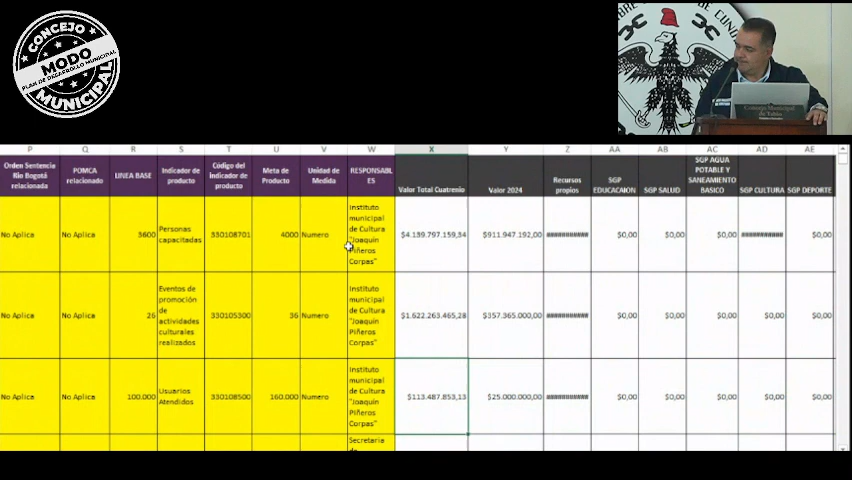 CONCEJO
MODO
PLAN DE DESARROLLO MUNICIPAL
MUNICIPAL
Concejo Municipal
de Tabio
P Q R S T U V W X Y Z AA AB AC AD AE
Orden Sentencia
Rio Bogotá
relacionada
POMCA
relacionado
LINEA BASE
Indicador de
producto
Código del
Indicador de
producto
Meta de
Producto
Unidad de
Medida
RESPONSABL
ES
Valor Total Cuatrenio
Valor 2024
Recursos
propios
SGP
EDUCACAION
SGP SALUD
SGP AGUA
POTABLE Y
SANEAMIENTO
BASICO
SGP CULTURA
SGP DEPORTE
No Aplica
No Aplica
3600
Personas
capacitadas
330108701
4000
Numero
Instituto
municipal
de Cultura
"Joaquin
Piñeros
Corpas"
$4.139.797.159,34
$911.947.192,00
###########
$0,00
$0,00
$0,00
###########
$0,00
No Aplica
No Aplica
26
Eventos de
promoción
de
actividades
culturales
realizados
330105300
36
Numero
Instituto
municipal
de Cultura
"Joaquin
Piñeros
Corpas"
$1.622.263.465,28
$357.365.000,00
###########
$0,00
$0,00
$0,00
$0,00
$0,00
No Aplica
No Aplica
100.000
Usuarios
Atendidos
330108500
160.000
Numero
Instituto
municipal
de Cultura
"Joaquin
Piñeros
Corpas"
$113.487.853,13
$25.000.000,00
###########
$0,00
$0,00
$0,00
$0,00
$0,00
Secretaria
de